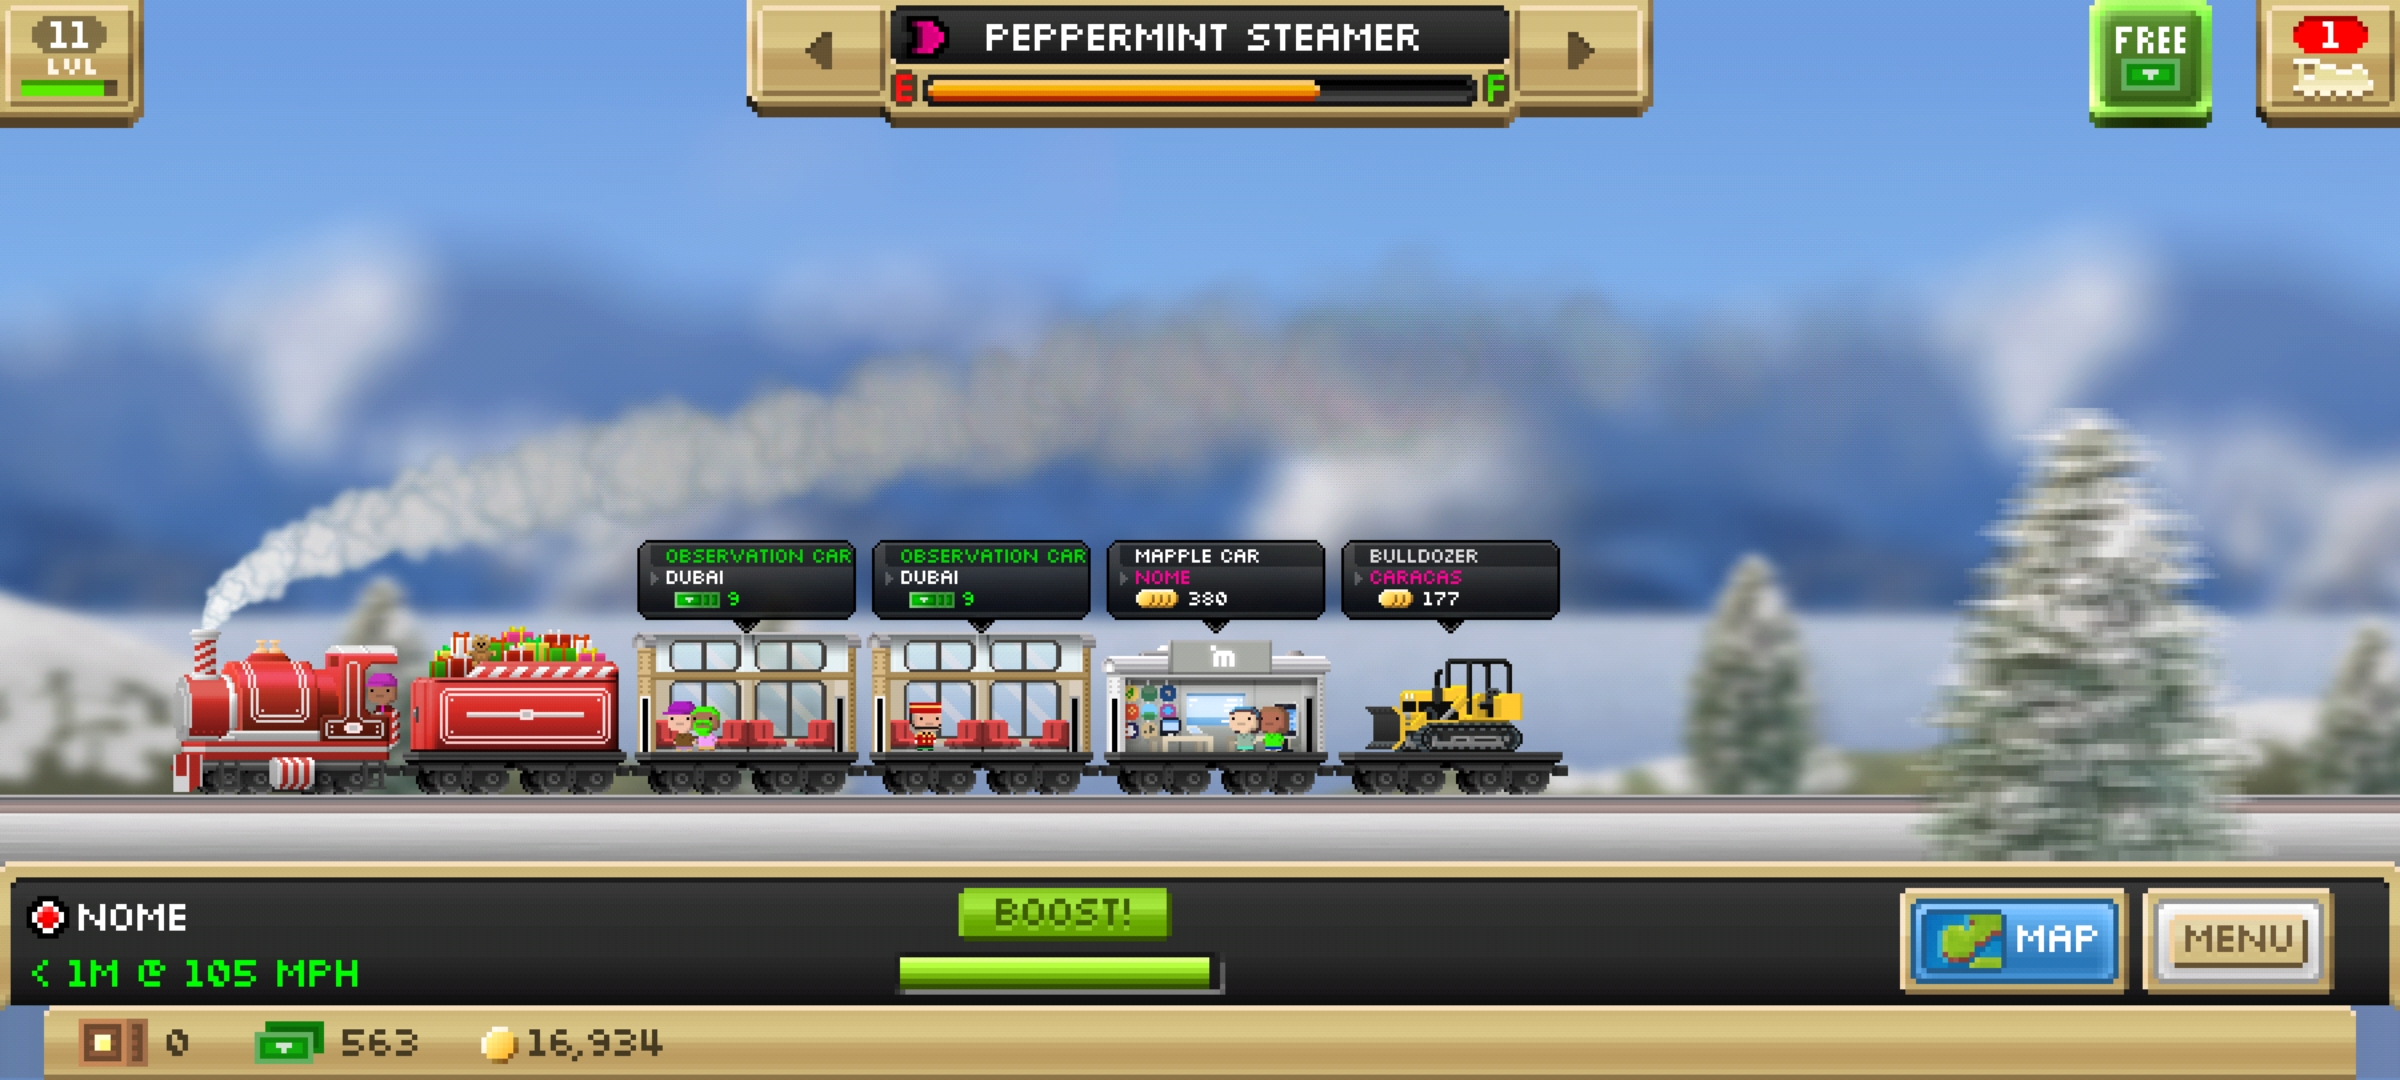 11
LVL
PEPPERMINT STEAMER
E
F
FREE
1
OBSERVATION CAR
DUBAI
9
OBSERVATION CAR
DUBAI
9
MAPPLE CAR
NOME
380
BULLDOZER
CARACAS
177
m
NOME
< 1M @ 105 MPH
BOOST!
MAP
MENU
0
563
16,934